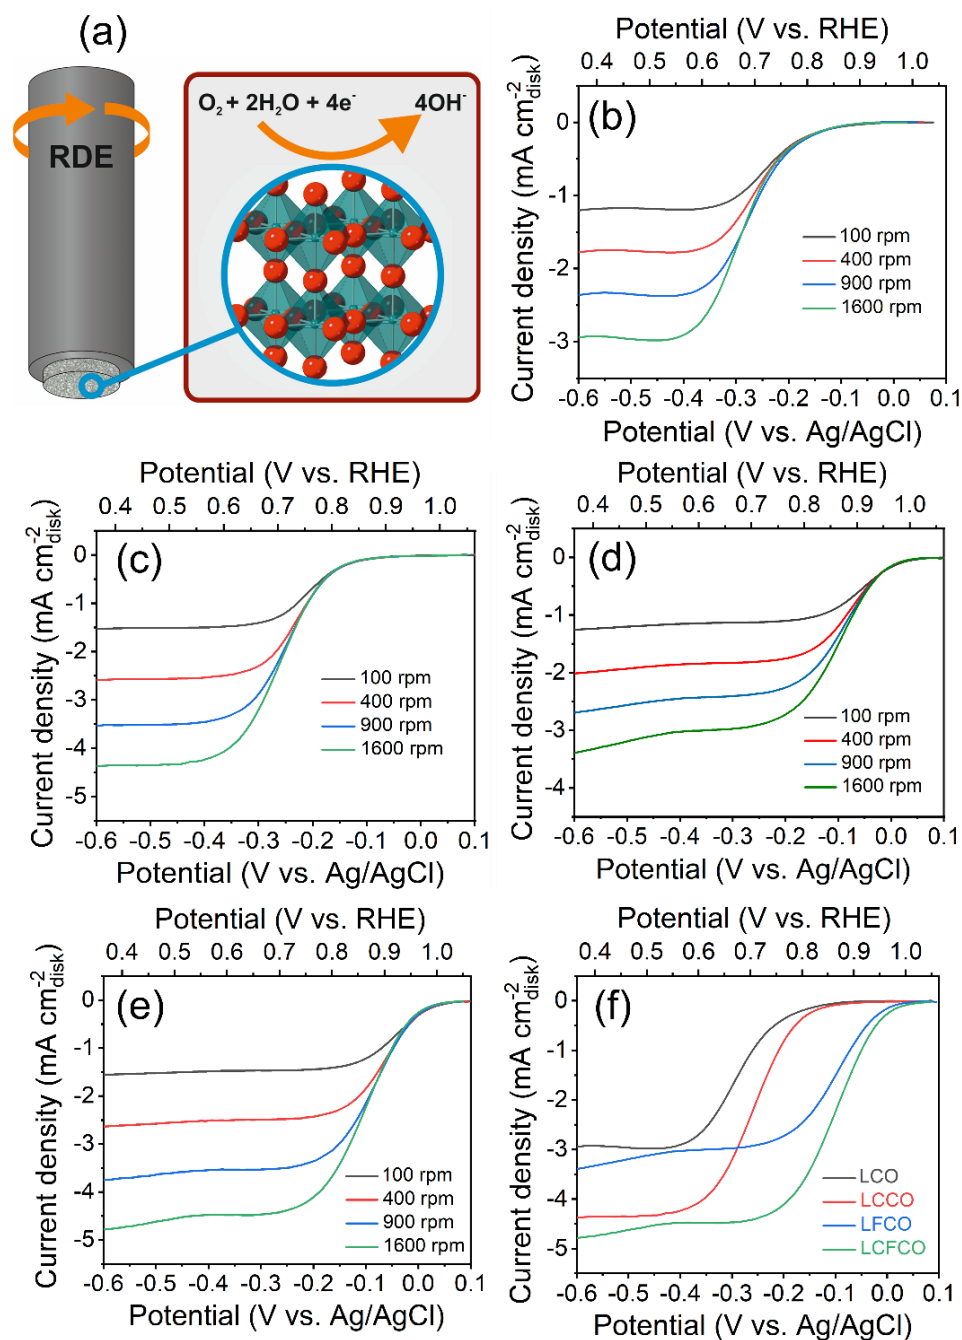 (a)
RDE
O2 + 2H2O + 4e-
4OH-
Potential (V vs. RHE)
0.4 0.5 0.6 0.7 0.8 0.9 1.0
(b)
Current density (mA cm-2disk)
0
-1
-2
-3
100 rpm
400 rpm
900 rpm
1600 rpm
-0.6 -0.5 -0.4 -0.3 -0.2 -0.1 0.0 0.1
Potential (V vs. Ag/AgCl)
Potential (V vs. RHE)
0.4 0.5 0.6 0.7 0.8 0.9 1.0
(c)
Current density (mA cm-2disk)
0
-1
-2
-3
-4
-5
100 rpm
400 rpm
900 rpm
1600 rpm
-0.6 -0.5 -0.4 -0.3 -0.2 -0.1 0.0 0.1
Potential (V vs. Ag/AgCl)
Potential (V vs. RHE)
0.4 0.5 0.6 0.7 0.8 0.9 1.0
(d)
Current density (mA cm-2disk)
0
-1
-2
-3
-4
100 rpm
400 rpm
900 rpm
1600 rpm
-0.6 -0.5 -0.4 -0.3 -0.2 -0.1 0.0 0.1
Potential (V vs. Ag/AgCl)
Potential (V vs. RHE)
0.4 0.5 0.6 0.7 0.8 0.9 1.0
(e)
Current density (mA cm-2disk)
0
-1
-2
-3
-4
-5
100 rpm
400 rpm
900 rpm
1600 rpm
-0.6 -0.5 -0.4 -0.3 -0.2 -0.1 0.0 0.1
Potential (V vs. Ag/AgCl)
Potential (V vs. RHE)
0.4 0.5 0.6 0.7 0.8 0.9 1.0
(f)
Current density (mA cm-2disk)
0
-1
-2
-3
-4
-5
LCO
LCCO
LFCO
LCFCO
-0.6 -0.5 -0.4 -0.3 -0.2 -0.1 0.0 0.1
Potential (V vs. Ag/AgCl)